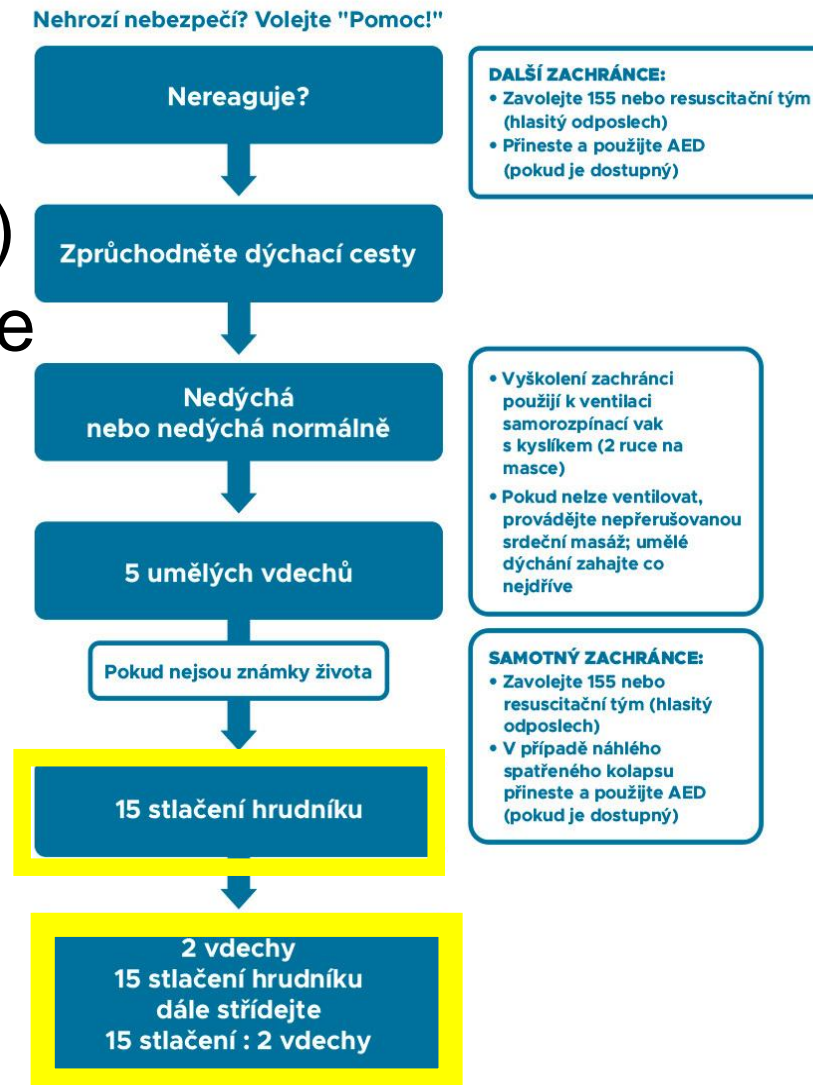 Nehrozí nebezpečí? Volejte "Pomoc!"
Nereaguje?
DALŠÍ ZACHRÁNCE:
• Zavolejte 155 nebo resuscitační tým
(hlasitý odposlech)
• Přineste a použijte AED
(pokud je dostupný)
)
Zprůchodněte dýchací cesty
e
Nedýchá
nebo nedýchá normálně
• Vyškolení zachránci
použijí k ventilaci
samorozpínací vak
s kyslíkem (2 ruce na
masce)
• Pokud nelze ventilovat,
provádějte nepřerušovanou
srdeční masáž; umělé
dýchání zahajte co
nejdříve
5 umělých vdechů
Pokud nejsou známky života
SAMOTNÝ ZACHRÁNCE:
• Zavolejte 155 nebo
resuscitační tým (hlasitý
odposlech)
• V případě náhlého
spatřeného kolapsu
přineste a použijte AED
(pokud je dostupný)
15 stlačení hrudníku
2 vdechy
15 stlačení hrudníku
dále střídejte
15 stlačení : 2 vdechy